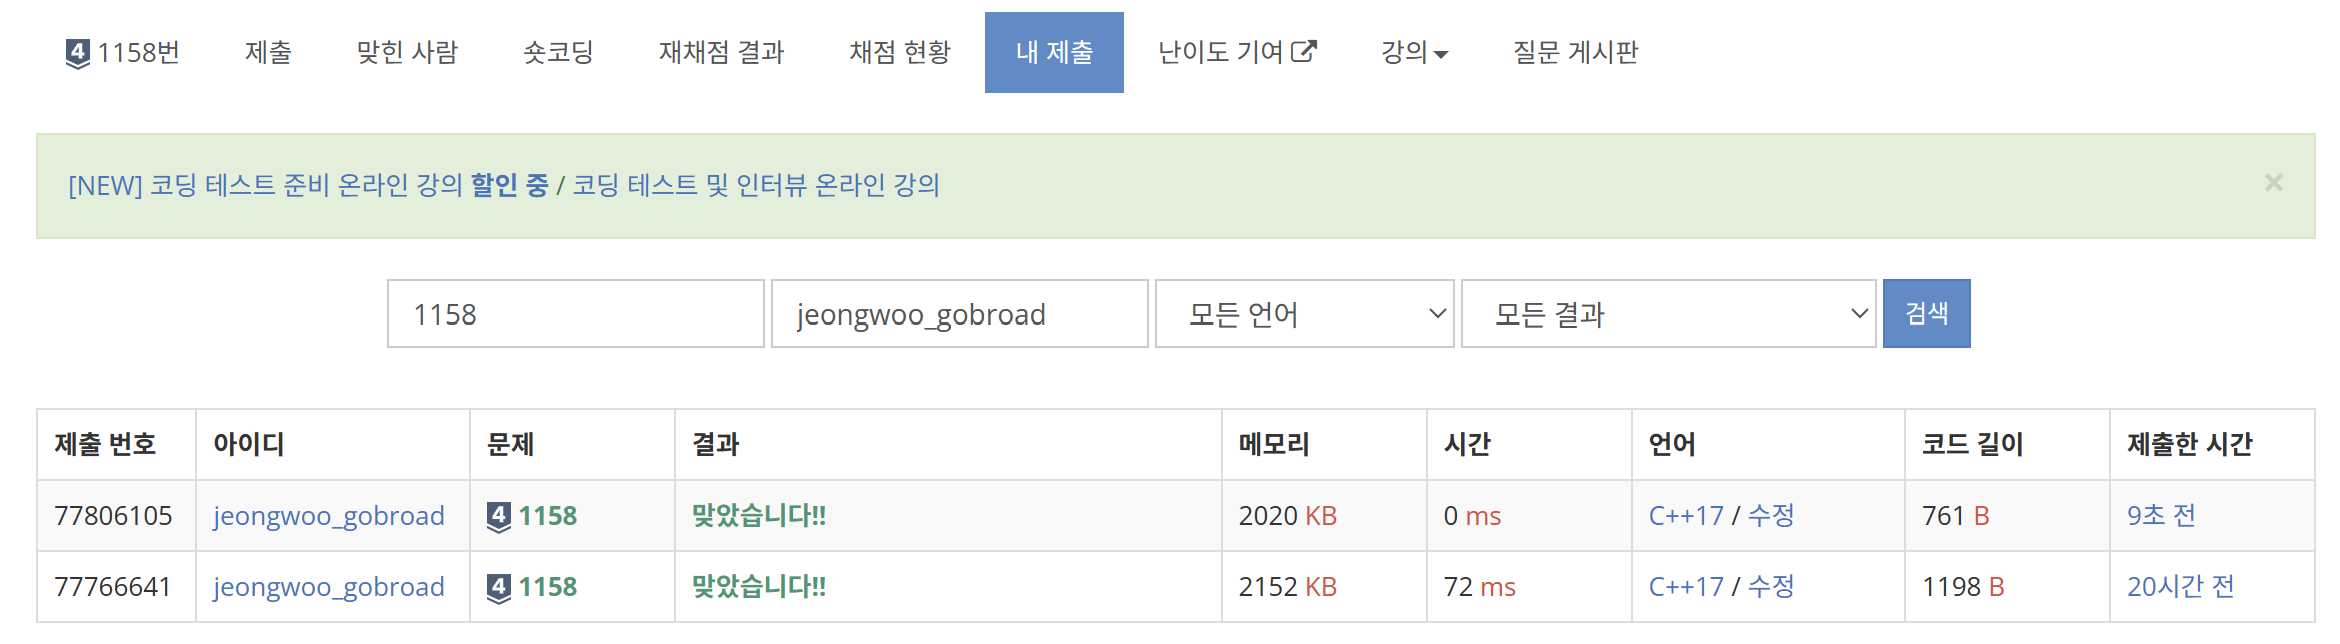 4 1158번 제출 맞힌 사람 숏코딩 재채점 결과 채점 현황 내 제출 난이도 기여 강의 질문 게시판
[NEW] 코딩 테스트 준비 온라인 강의 할인 중 / 코딩 테스트 및 인터뷰 온라인 강의 ×
1158 jeongwoo_gobroad 모든 언어 모든 결과 검색
제출 번호 아이디 문제 결과 메모리 시간 언어 코드 길이 제출한 시간
77806105 jeongwoo_gobroad 4 1158 맞았습니다!! 2020 KB 0 ms C++17 / 수정 761 B 9초 전
77766641 jeongwoo_gobroad 4 1158 맞았습니다!! 2152 KB 72 ms C++17 / 수정 1198 B 20시간 전